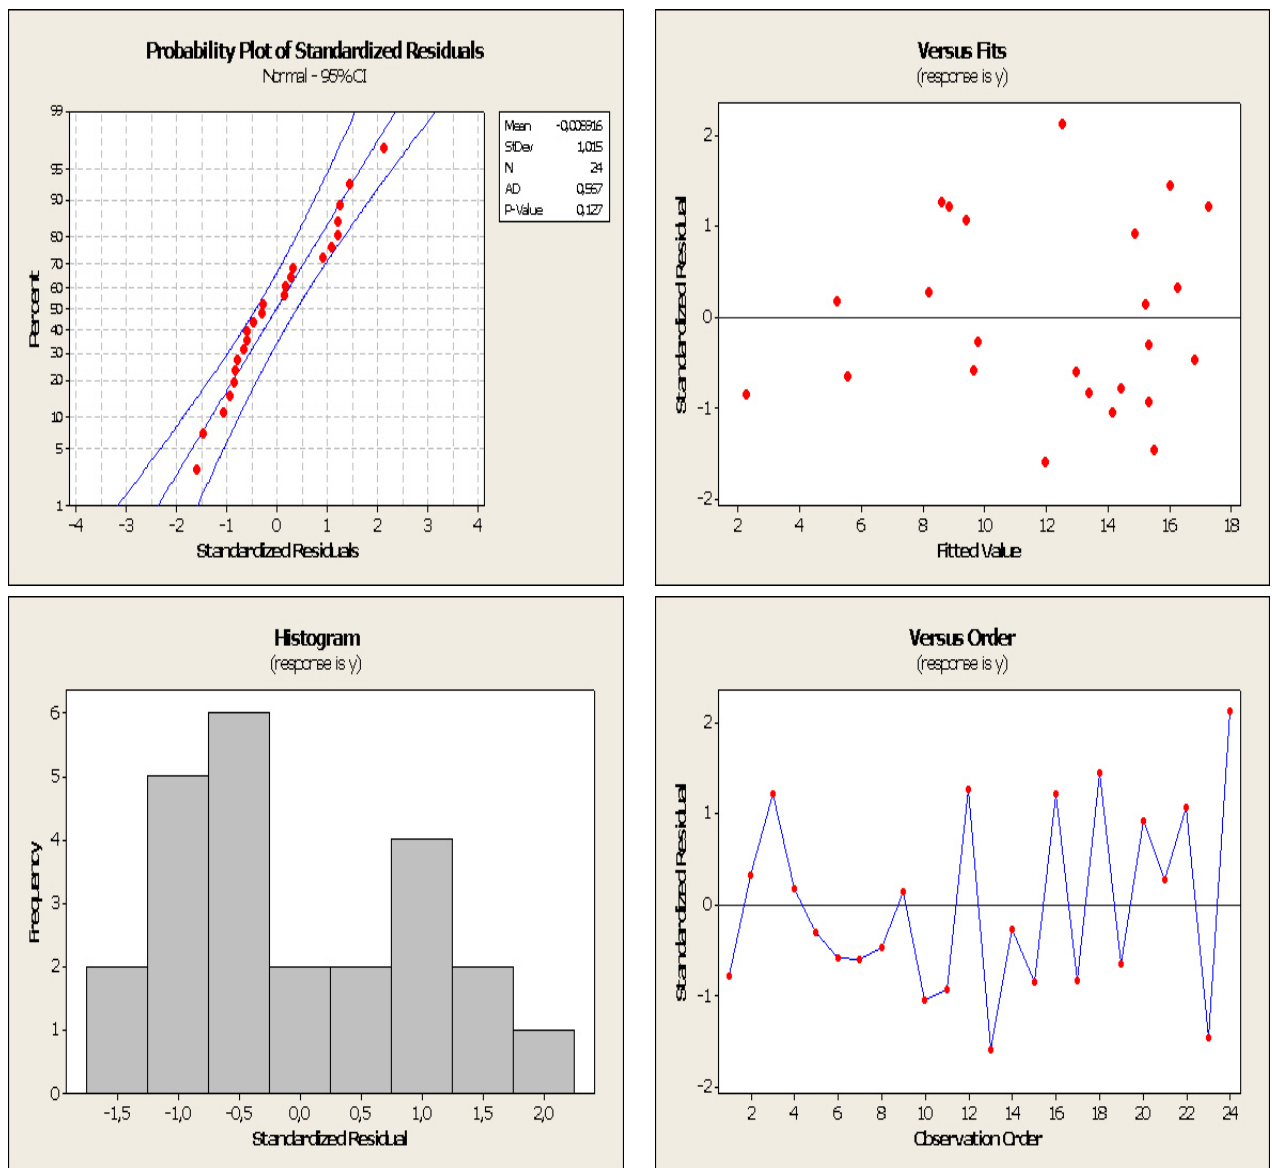 Probability Plot of Standardized Residuals
Normal - 95% CI
99
95
90
80
70
60
50
40
30
20
10
5
1
Percent
-4 -3 -2 -1 0 1 2 3 4
Standardized Residuals
Mean -0,008916
StDev 1,015
N 24
AD 0,567
P-Value 0,127
Versus Fits
(response is y)
2
1
0
-1
-2
Standardized Residual
2 4 6 8 10 12 14 16 18
Fitted Value
Histogram
(response is y)
6
5
4
3
2
1
0
Frequency
-1,5 -1,0 -0,5 0,0 0,5 1,0 1,5 2,0
Standardized Residual
Versus Order
(response is y)
2
1
0
-1
-2
Standardized Residual
2 4 6 8 10 12 14 16 18 20 22 24
Observation Order